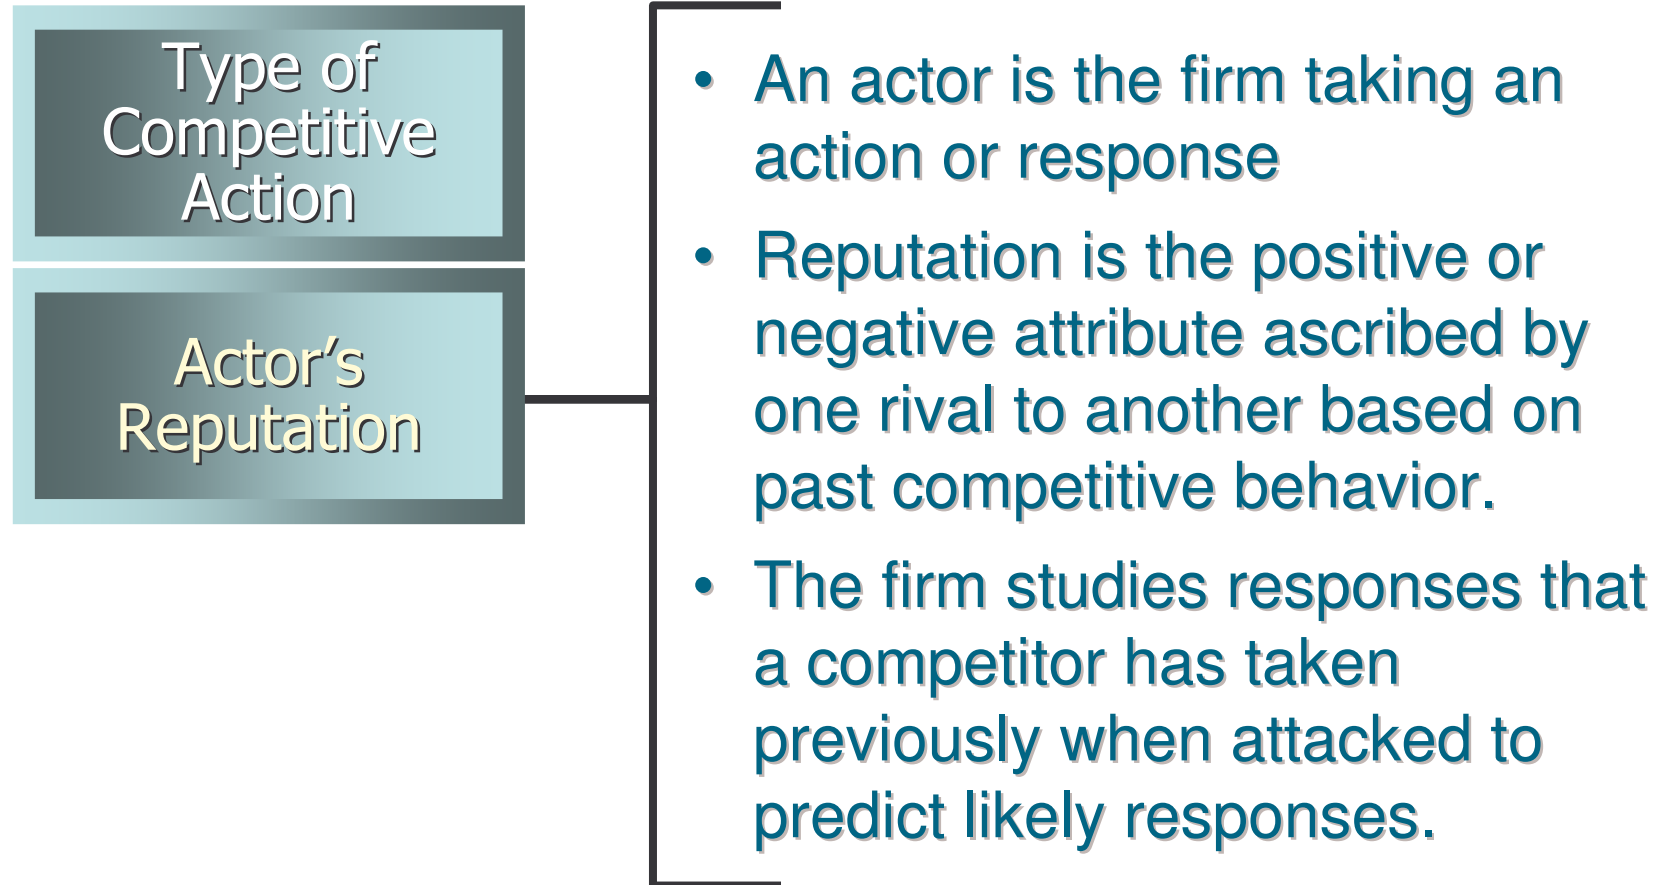 Type of
Competitive
Action
Actor’s
Reputation
• An actor is the firm taking an
action or response
• Reputation is the positive or
negative attribute ascribed by
one rival to another based on
past competitive behavior.
• The firm studies responses that
a competitor has taken
previously when attacked to
predict likely responses.